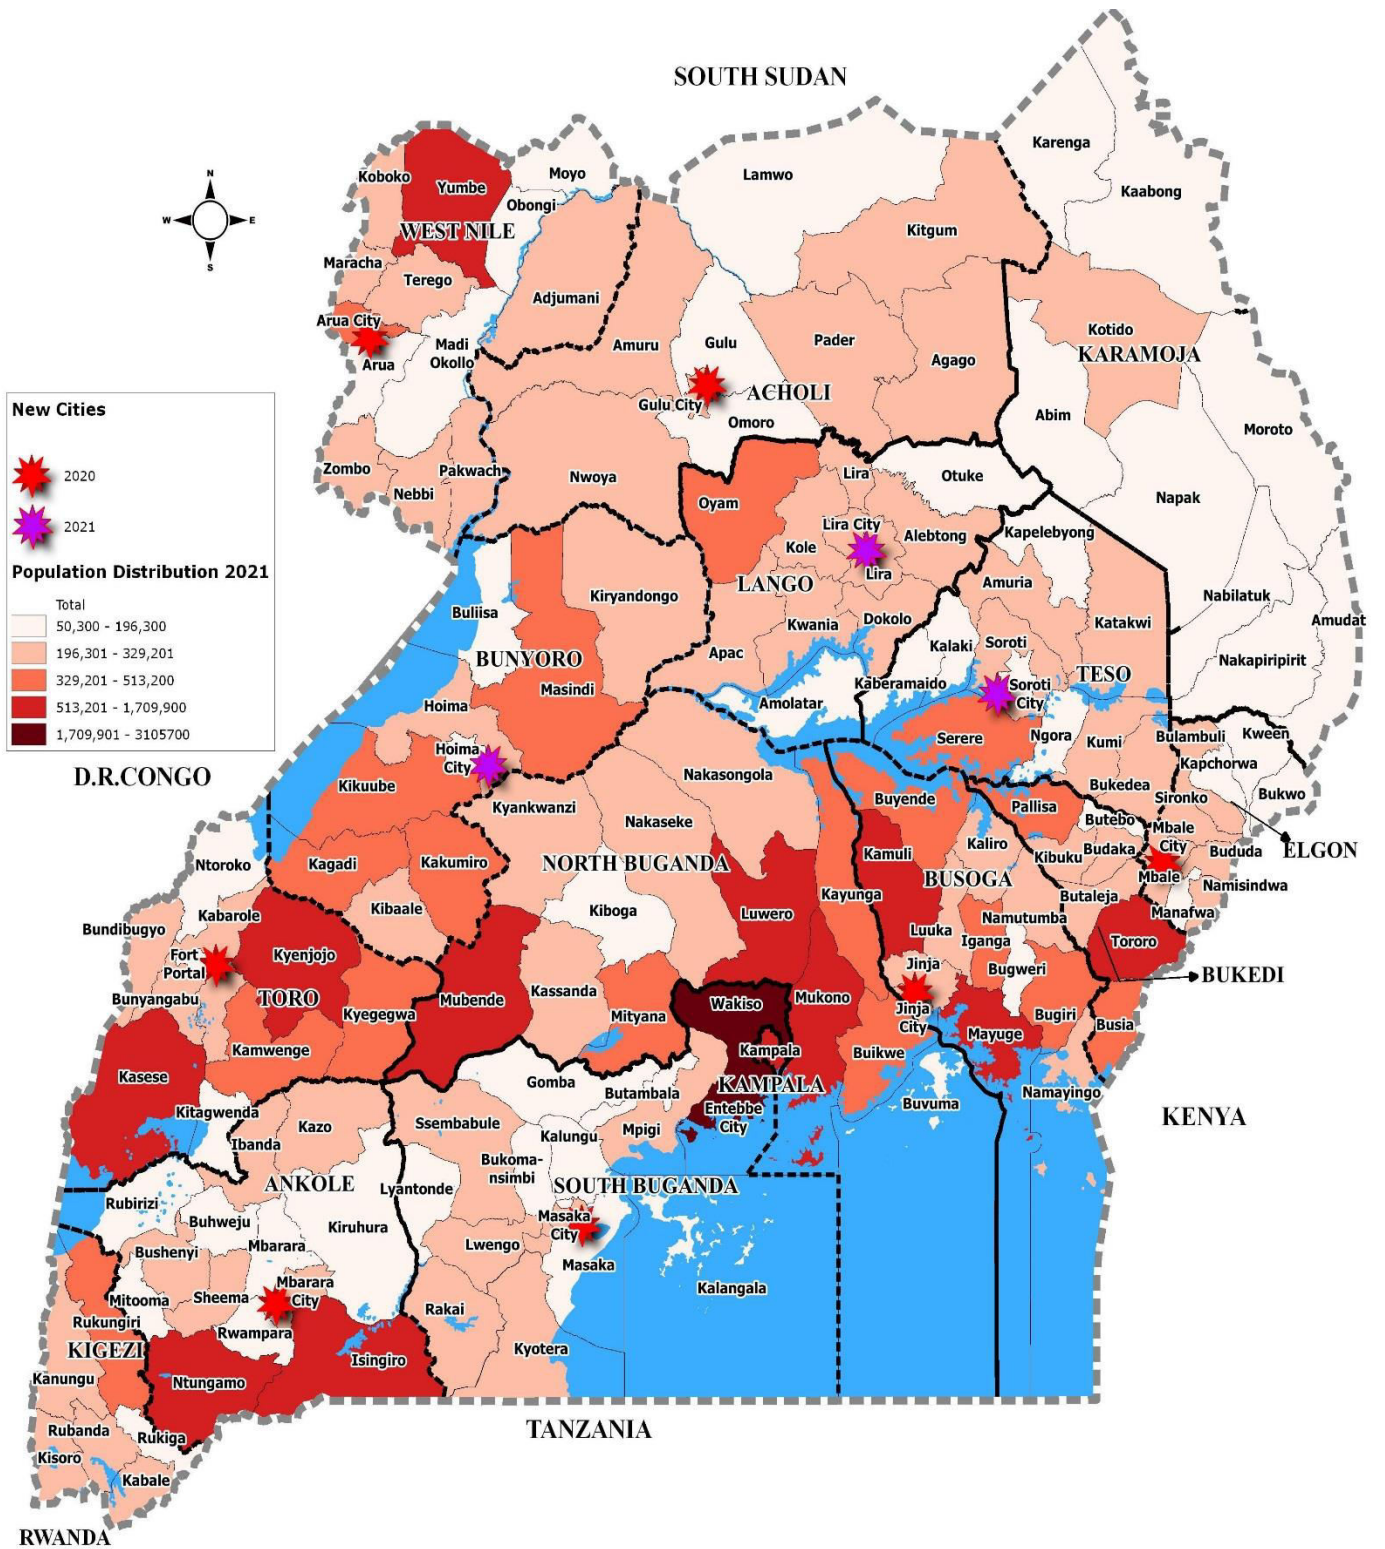 SOUTH SUDAN
Karenga
Kaabong
Lamwo
Moyo
Koboko
Yumbe
Obongi
WEST NILE
Kitgum
N
W
E
S
Maracha
Terego
Adjumani
Arua City
Arua
Madi
Okollo
Amuru
Gulu
Pader
Agago
Kotido
KARAMOJA
Gulu City
ACHOLI
Omoro
Abim
Moroto
New Cities
2020
2021
Population Distribution 2021
Total
50,300 - 196,300
196,301 - 329,201
329,201 - 513,200
513,201 - 1,709,900
1,709,901 - 3105700
Zombo
Nebbi
Pakwach
Nwoya
Oyam
Lira
Otuke
Napak
Lira City
Kole
Alebtong
Lira
Kapelebyong
LANGO
Amuria
Kiryandongo
Buliisa
Kwania
Dokolo
Katakwi
Nabilatuk
Amudat
Apac
Kalaki
Soroti
Nakapiripirit
BUNYORO
Masindi
TESO
Kaberamaido
Soroti
City
Amolatar
Hoima
Hoima
City
Serere
Ngora
Kumi
Bulambuli
Kween
Kapchorwa
Bukwo
D.R.CONGO
Kikuube
Nakasongola
Bukedea
Sironko
Kyankwanzi
Nakaseke
Buyende
Pallisa
Butebo
Mbale
City
Ntoroko
Kagadi
Kakumiro
NORTH BUGANDA
Kamuli
Kaliro
Kibuku
Budaka
Bududa
ELGON
Mbale
Namisindwa
BUSOGA
Kabarole
Kibaale
Kiboga
Luwero
Kayunga
Butaleja
Manafwa
Bundibugyo
Namutumba
Luuka
Iganga
Tororo
Fort
Portal
Kyenjojo
Jinja
Bugweri
BUKEDI
Bunyangabu
TORO
Kyegegwa
Mubende
Kassanda
Mityana
Wakiso
Mukono
Jinja
City
Bugiri
Busia
Mayuge
Kamwenge
Kampala
Buikwe
Kasese
Gomba
KAMPALA
Butambala
Namayingo
Kitagwenda
Buvuma
Entebbe
City
KENYA
Ibanda
Kazo
Ssembabule
Kalungu
Mpigi
Bukoma-
nsimbi
ANKOLE
Lyantonde
SOUTH BUGANDA
Rubirizi
Buhweju
Kiruhura
Masaka
City
Bushenyi
Mbarara
Lwengo
Masaka
Mitooma
Sheema
Mbarara
City
Kalangala
Rukungiri
Rwampara
Rakai
KIGEZI
Isingiro
Kyotera
Kanungu
Ntungamo
Rubanda
Rukiga
TANZANIA
Kisoro
Kabale
RWANDA